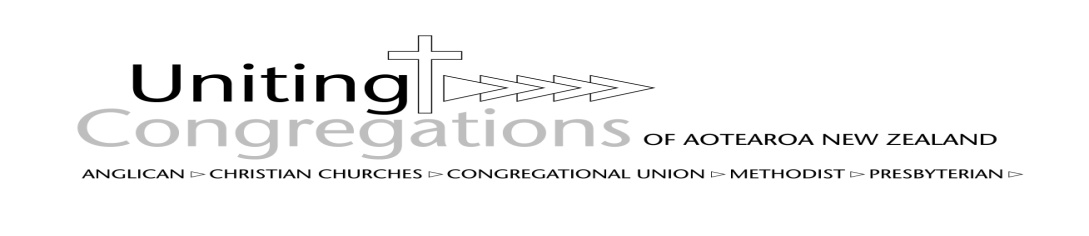 Uniting
Congregations OF AOTEAROA NEW ZEALAND
ANGLICAN ▷ CHRISTIAN CHURCHES ▷ CONGREGATIONAL UNION ▷ METHODIST ▷ PRESBYTERIAN ▷